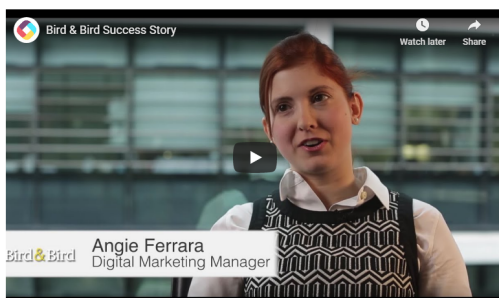 Bird & Bird Success Story
Watch later
Share
Bird & Bird
Angie Ferrara
Digital Marketing Manager